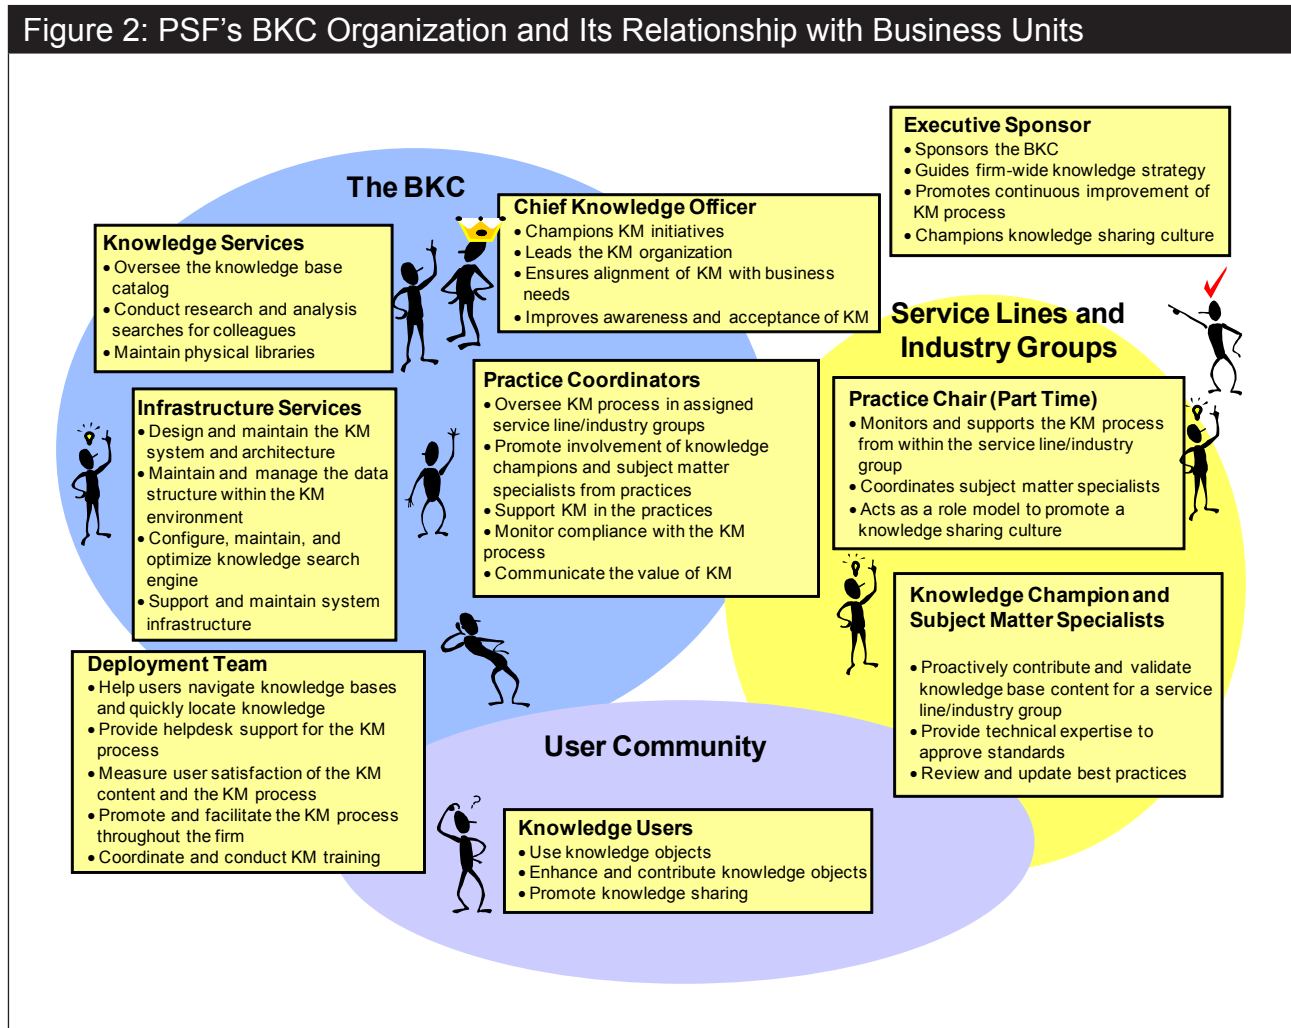 Figure 2: PSF's BKC Organization and Its Relationship with Business Units
Executive Sponsor
• Sponsors the BKC
• Guides firm-wide knowledge strategy
• Promotes continuous improvement of
KM process
• Champions knowledge sharing culture
The BKC
Chief Knowledge Officer
• Champions KM initiatives
• Leads the KM organization
• Ensures alignment of KM with business
needs
• Improves awareness and acceptance of KM
Knowledge Services
• Oversee the knowledge base
catalog
• Conduct research and analysis
searches for colleagues
• Maintain physical libraries
Service Lines and
Industry Groups
Practice Coordinators
• Oversee KM process in assigned
service line/industry groups
• Promote involvement of knowledge
champions and subject matter
specialists from practices
• Support KM in the practices
• Monitor compliance with the KM
process
• Communicate the value of KM
Practice Chair (Part Time)
• Monitors and supports the KM process
from within the service line/industry
group
• Coordinates subject matter specialists
• Acts as a role model to promote a
knowledge sharing culture
Infrastructure Services
• Design and maintain the KM
system and architecture
• Maintain and manage the data
structure within the KM
environment
• Configure, maintain, and
optimize knowledge search
engine
• Support and maintain system
infrastructure
Knowledge Champion and
Subject Matter Specialists
• Proactively contribute and validate
knowledge base content for a service
line/industry group
• Provide technical expertise to
approve standards
• Review and update best practices
Deployment Team
• Help users navigate knowledge bases
and quickly locate knowledge
• Provide helpdesk support for the KM
process
• Measure user satisfaction of the KM
content and the KM process
• Promote and facilitate the KM process
throughout the firm
• Coordinate and conduct KM training
User Community
?
Knowledge Users
• Use knowledge objects
• Enhance and contribute knowledge objects
• Promote knowledge sharing